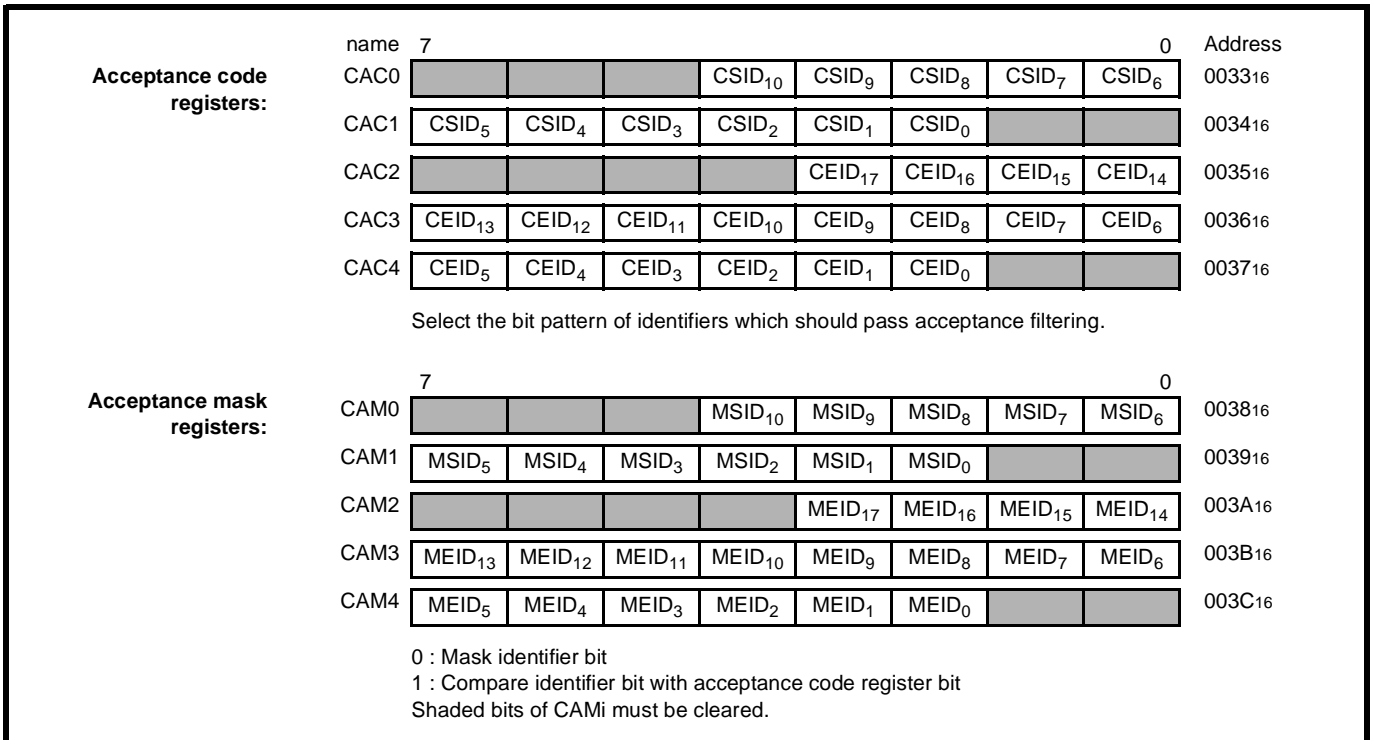 name 7 0 Address
Acceptance code registers:
CAC0 CSID10 CSID9 CSID8 CSID7 CSID6 003316
CAC1 CSID5 CSID4 CSID3 CSID2 CSID1 CSID0 003416
CAC2 CEID17 CEID16 CEID15 CEID14 003516
CAC3 CEID13 CEID12 CEID11 CEID10 CEID9 CEID8 CEID7 CEID6 003616
CAC4 CEID5 CEID4 CEID3 CEID2 CEID1 CEID0 003716
Select the bit pattern of identifiers which should pass acceptance filtering.
7 0
Acceptance mask registers:
CAM0 MSID10 MSID9 MSID8 MSID7 MSID6 003816
CAM1 MSID5 MSID4 MSID3 MSID2 MSID1 MSID0 003916
CAM2 MEID17 MEID16 MEID15 MEID14 003A16
CAM3 MEID13 MEID12 MEID11 MEID10 MEID9 MEID8 MEID7 MEID6 003B16
CAM4 MEID5 MEID4 MEID3 MEID2 MEID1 MEID0 003C16
0 : Mask identifier bit
1 : Compare identifier bit with acceptance code register bit
Shaded bits of CAMi must be cleared.